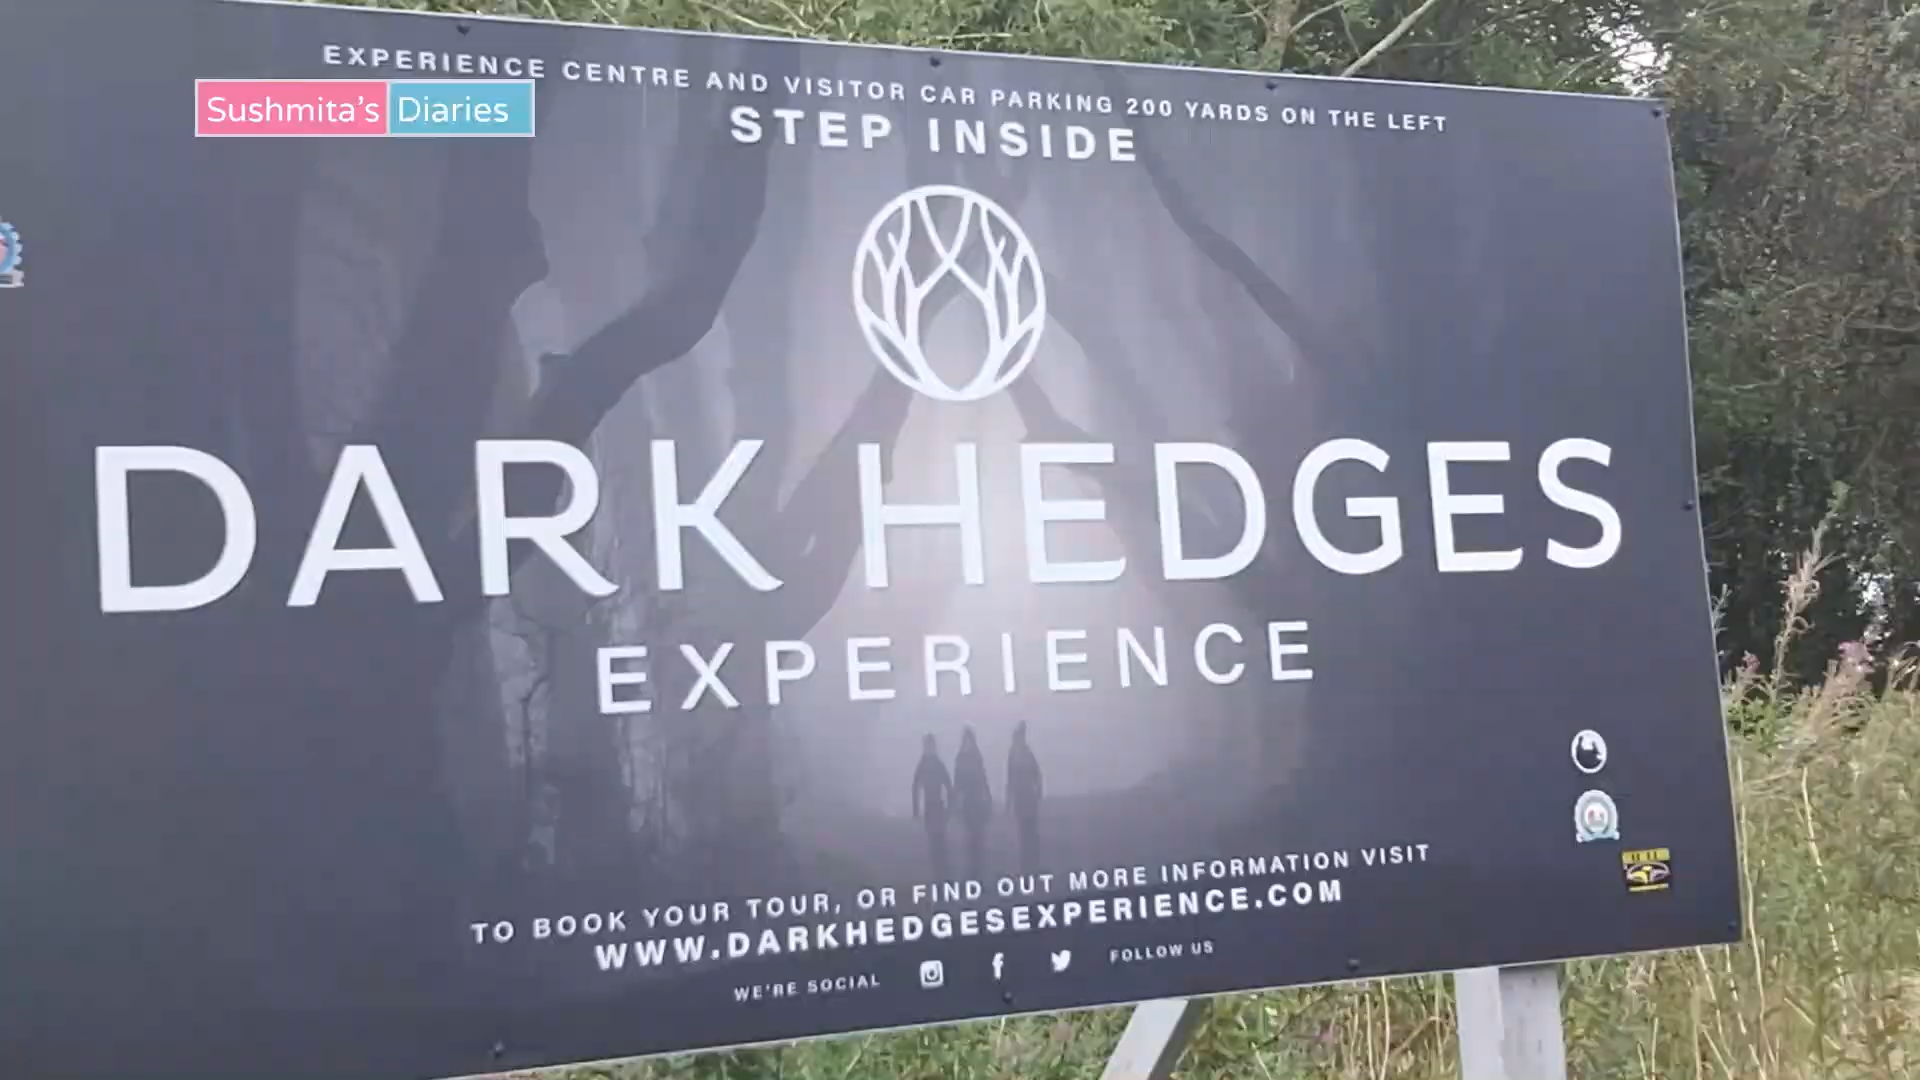 EXPERIENCE CENTRE AND VISITOR CAR PARKING 200 YARDS ON THE LEFT
Sushmita's Diaries
STEP INSIDE
DARK HEDGES
EXPERIENCE
TO BOOK YOUR TOUR, OR FIND OUT MORE INFORMATION VISIT
WWW.DARKHEDGESEXPERIENCE.COM
WE'RE SOCIAL FOLLOW US